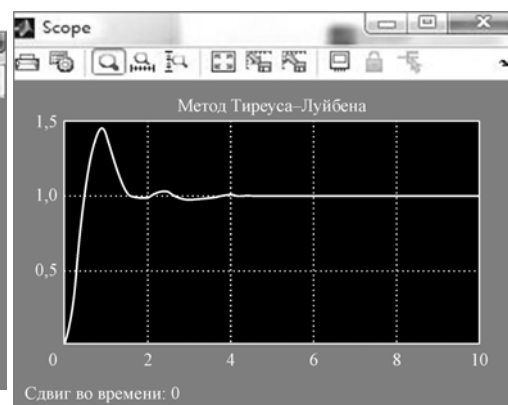 Scope
Метод Тиреуса–Луйбена
1,5
1,0
0,5
0 2 4 6 8 10
Сдвиг во времени: 0